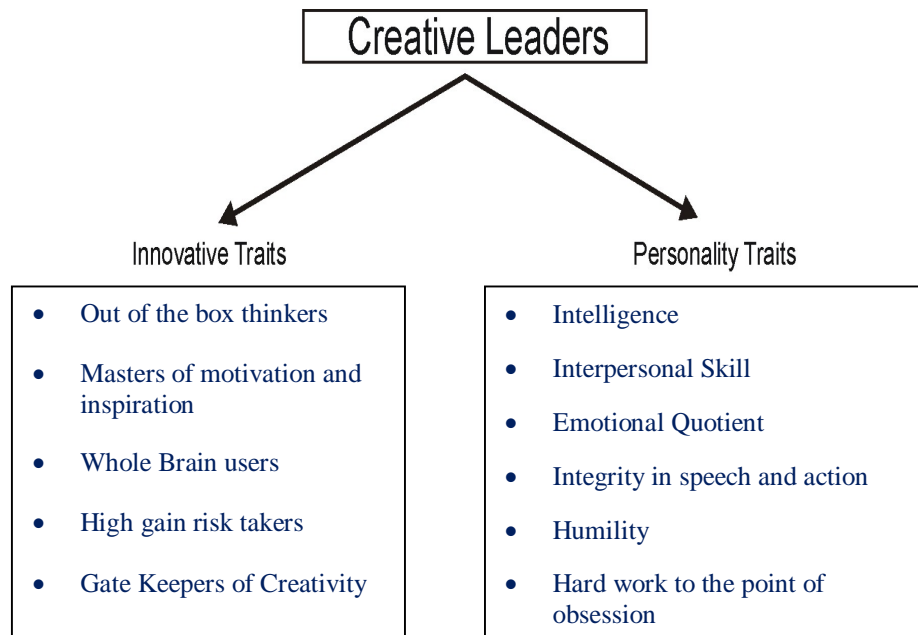 Creative Leaders
Innovative Traits
• Out of the box thinkers
• Masters of motivation and
inspiration
• Whole Brain users
• High gain risk takers
• Gate Keepers of Creativity
Personality Traits
• Intelligence
• Interpersonal Skill
• Emotional Quotient
• Integrity in speech and action
• Humility
• Hard work to the point of
obsession